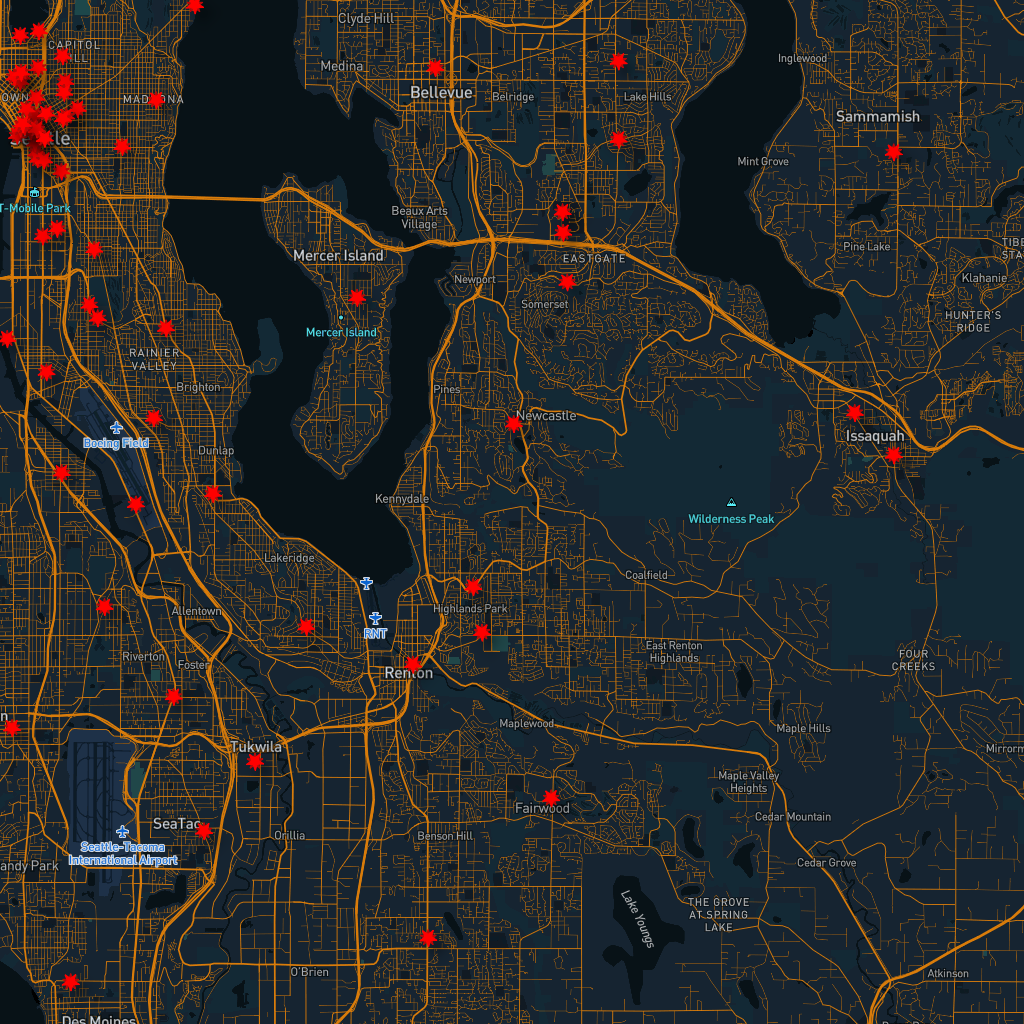 Clyde Hill
CAPITOL
Inglewood
Medina
Bellevue
Belridge
Lake Hills
Sammamish
Mint Grove
T-Mobile Park
Beaux Arts
Village
Mercer Island
EASTGATE
Pine Lake
Newport
Klahanie
Somerset
HUNTER'S
RIDGE
Mercer Island
RAINIER
VALLEY
Brighton
Pines
Newcastle
Boeing Field
Issaquah
Dunlap
Kennydale
Wilderness Peak
Lakeridge
Coalfield
Highlands Park
Allentown
RNT
East Renton
Highlands
Riverton
Foster
FOUR
CREEKS
Renton
Maplewood
Maple Hills
Tukwila
Maple Valley
Heights
Fairwood
Cedar Mountain
SeaTac
Orillia
Benson Hill
Seattle-Tacoma
International Airport
Cedar Grove
Lake Youngs
THE GROVE
AT SPRING
LAKE
O'Brien
Atkinson
Des Moines